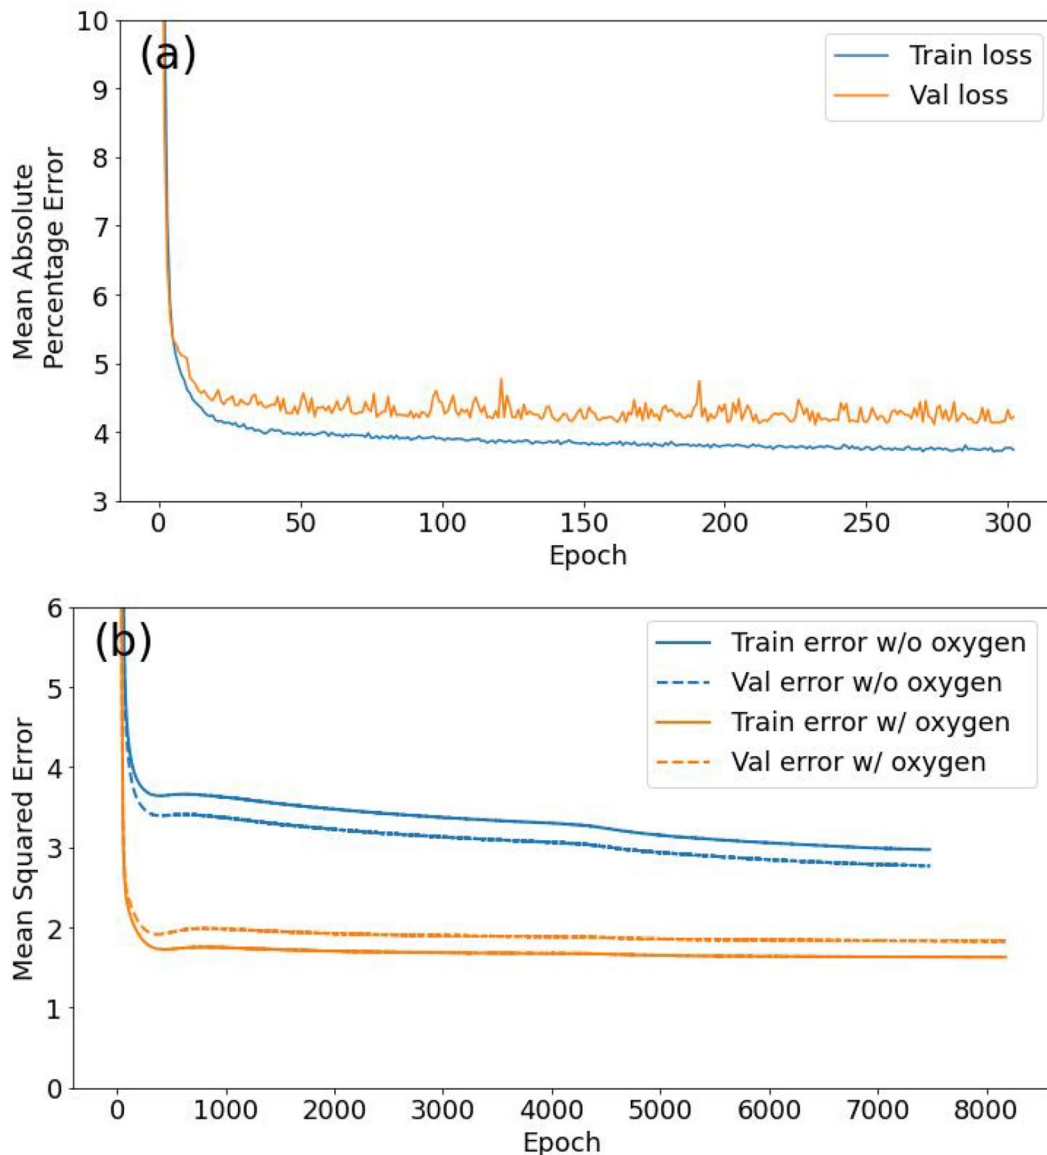 (a)
Train loss
Val loss
Mean Absolute
Percentage Error
10
9
8
7
6
5
4
3
0 50 100 150 200 250 300
Epoch
(b)
Train error w/o oxygen
Val error w/o oxygen
Train error w/ oxygen
Val error w/ oxygen
Mean Squared Error
6
5
4
3
2
1
0
0 1000 2000 3000 4000 5000 6000 7000 8000
Epoch